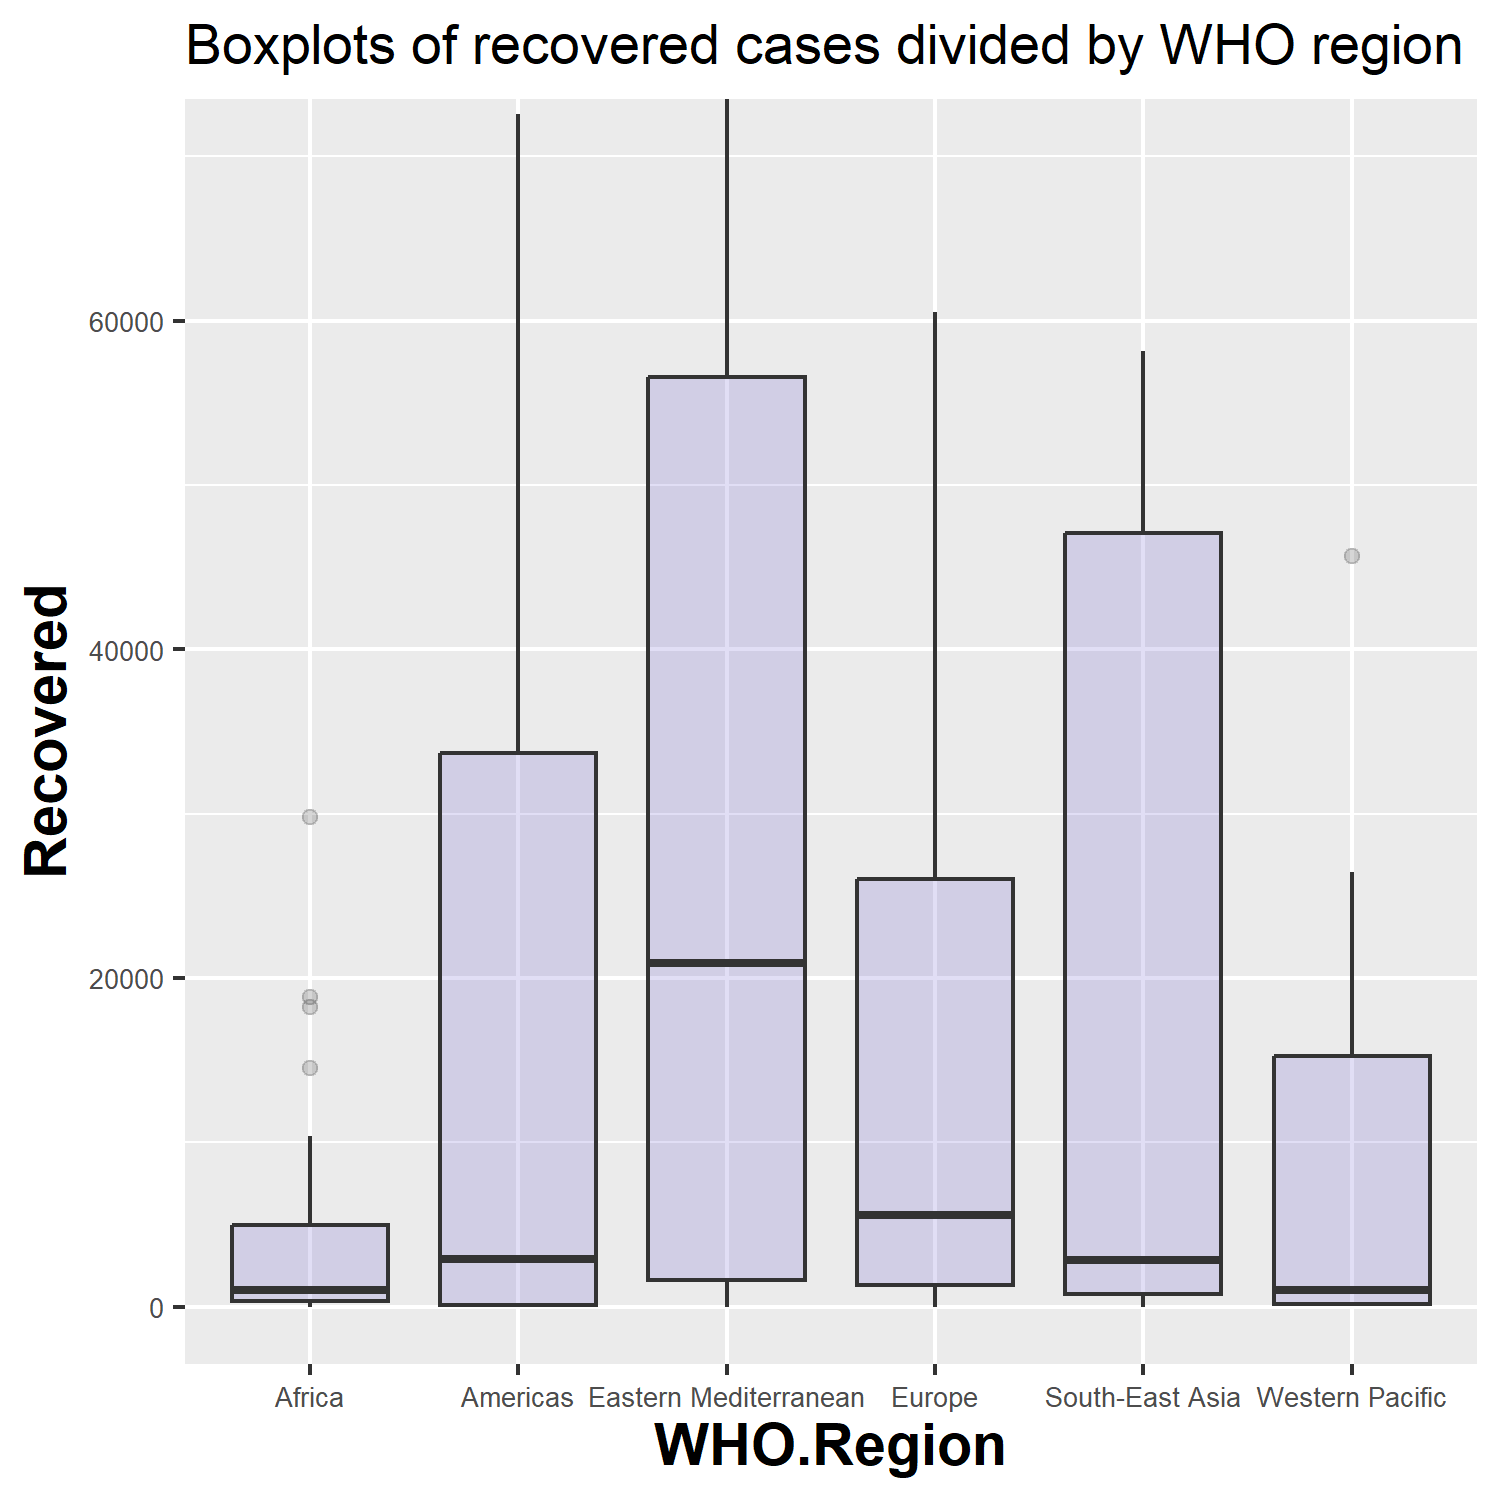 Boxplots of recovered cases divided by WHO region
Recovered
60000
40000
20000
0
Africa Americas Eastern Mediterranean Europe South-East Asia Western Pacific
WHO.Region